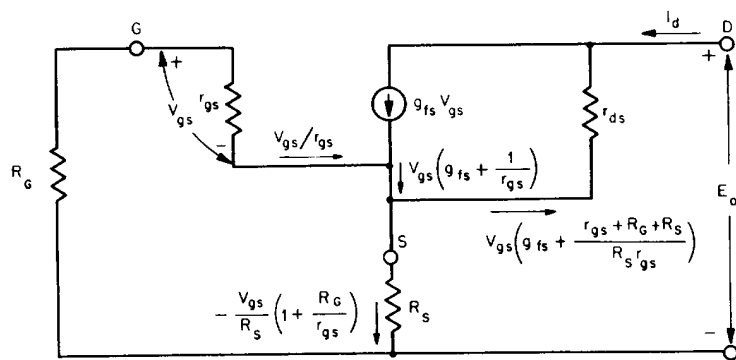 G
+
V_gs
r_gs
−
R_G
V_gs/r_gs
g_fs V_gs
V_gs(g_fs + 1/r_gs)
I_d
D
+
r_ds
E_o
S
V_gs(g_fs + (r_gs + R_G + R_S)/(R_S r_gs))
− V_gs/R_S (1 + R_G/r_gs)
R_S
−